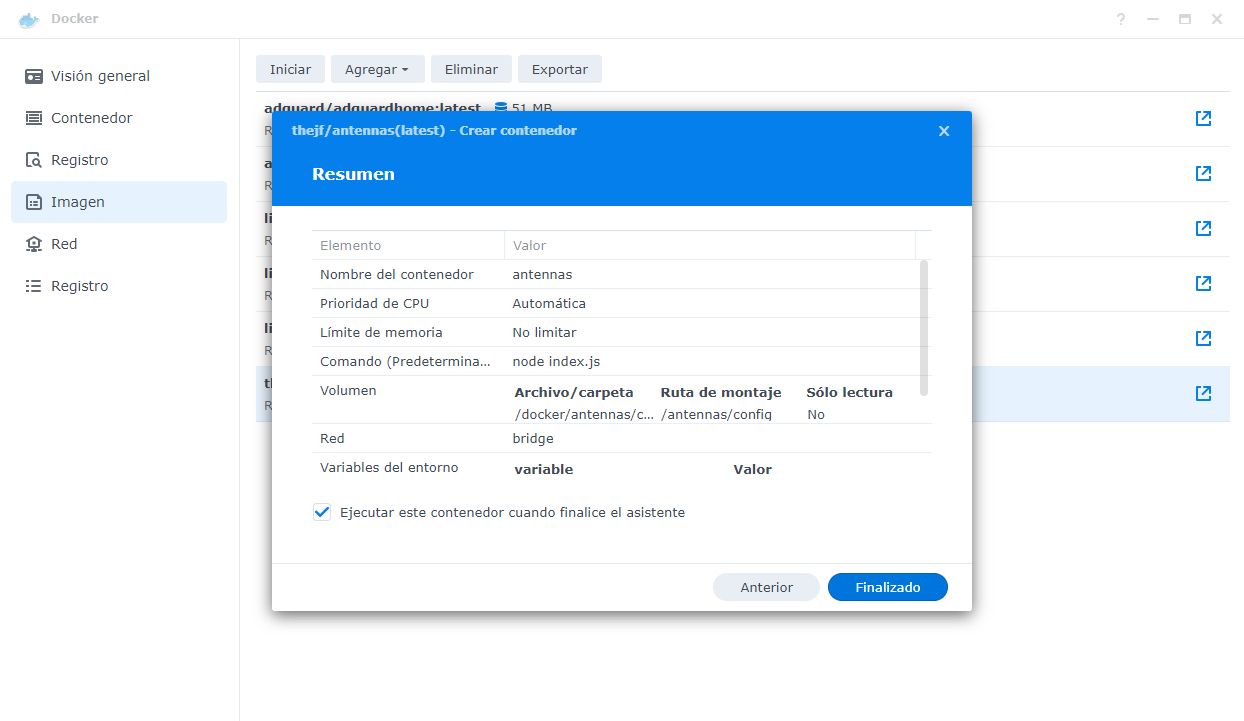 Docker
?
Visión general
Contenedor
Registro
Imagen
Red
Registro
Iniciar Agregar Eliminar Exportar
adguard/adguardhome:latest 51 MB
R
a
R
li
R
li
R
li
R
th
R
thejf/antennas(latest) - Crear contenedor
Resumen
Elemento Valor
Nombre del contenedor antennas
Prioridad de CPU Automática
Límite de memoria No limitar
Comando (Predetermina... node index.js
Volumen Archivo/carpeta Ruta de montaje Sólo lectura
/docker/antennas/c... /antennas/config No
Red bridge
Variables del entorno variable Valor
Ejecutar este contenedor cuando finalice el asistente
Anterior Finalizado